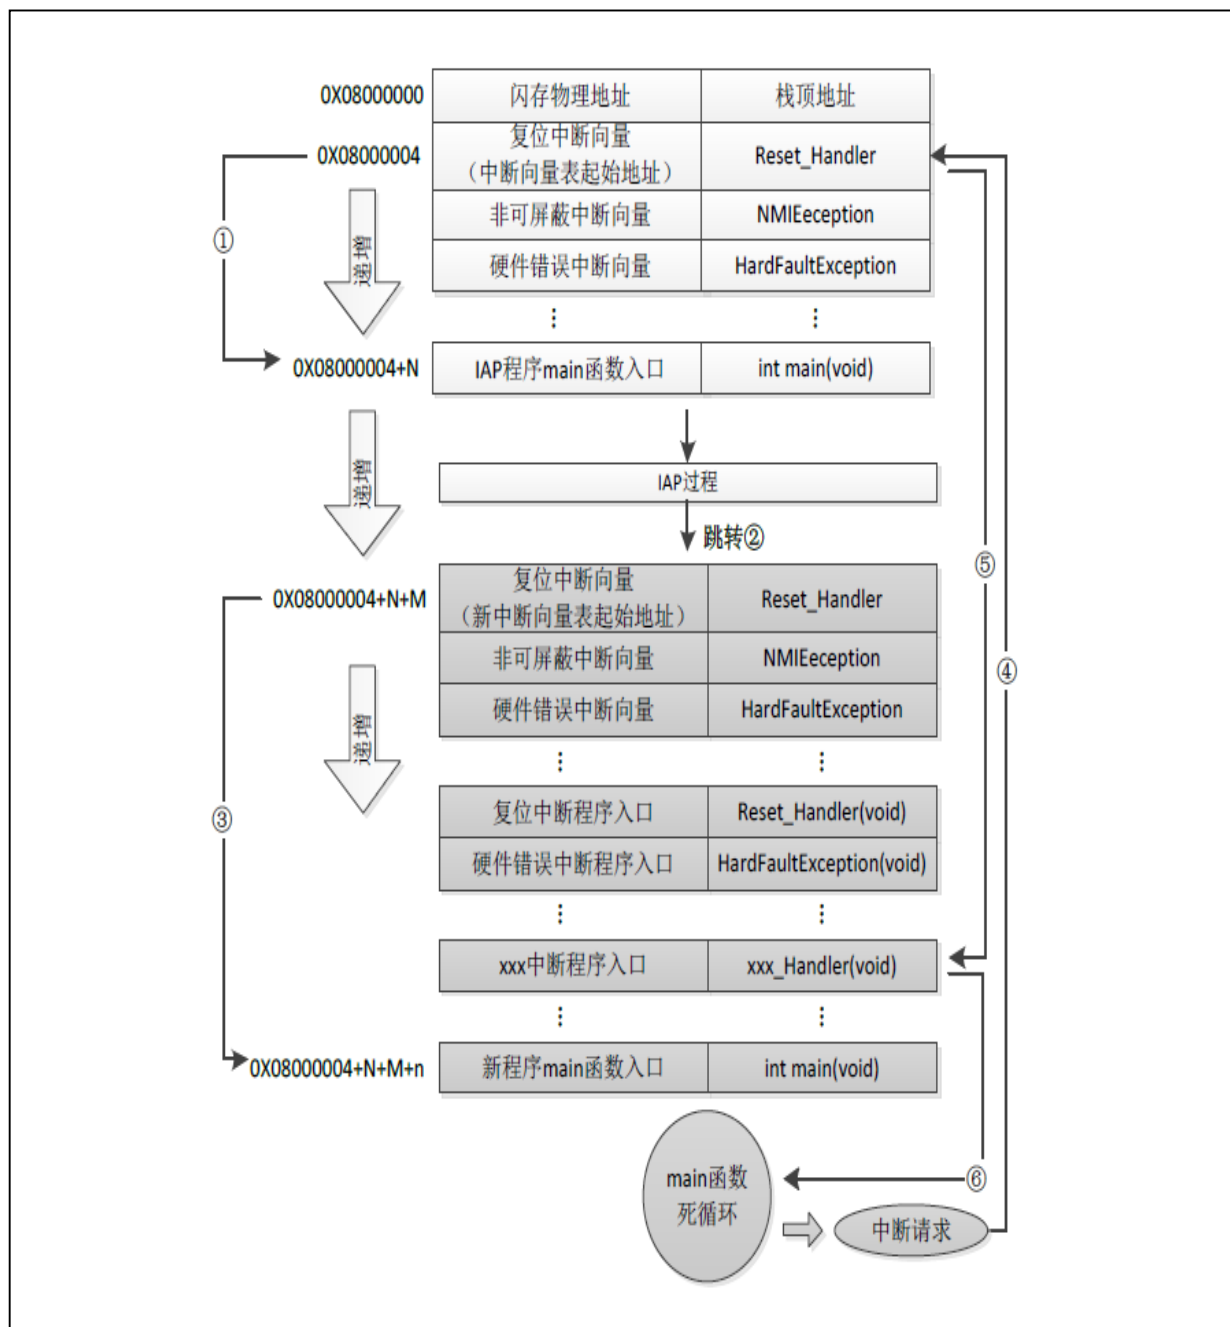 0X08000000
闪存物理地址
栈顶地址
0X08000004
复位中断向量
（中断向量表起始地址）
Reset_Handler
非可屏蔽中断向量
NMIEeception
硬件错误中断向量
HardFaultException
①
递增
⋮
⋮
0X08000004+N
IAP程序main函数入口
int main(void)
递增
IAP过程
跳转②
⑤
④
0X08000004+N+M
复位中断向量
（新中断向量表起始地址）
Reset_Handler
非可屏蔽中断向量
NMIEeception
硬件错误中断向量
HardFaultException
递增
⋮
⋮
③
复位中断程序入口
Reset_Handler(void)
硬件错误中断程序入口
HardFaultException(void)
⋮
⋮
xxx中断程序入口
xxx_Handler(void)
⋮
⋮
0X08000004+N+M+n
新程序main函数入口
int main(void)
main函数
死循环
⑥
中断请求